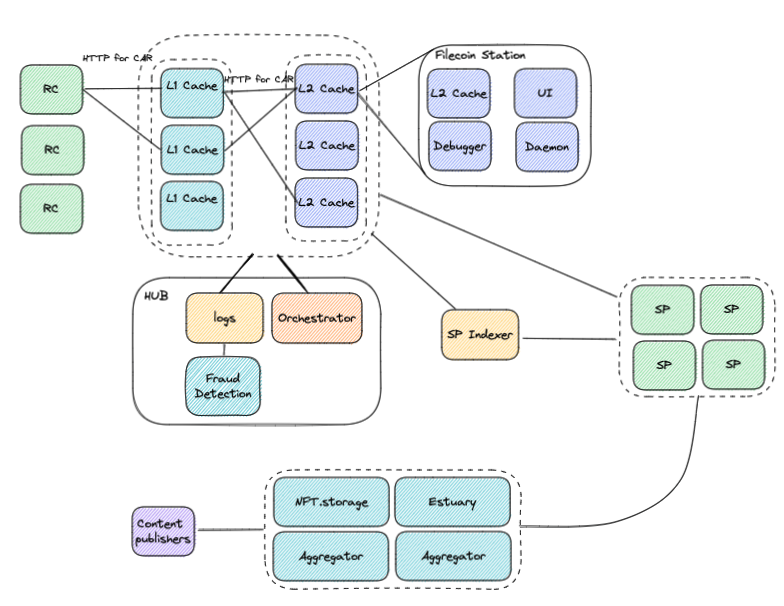 HTTP for CAR
Filecoin Station
RC
L1 Cache
HTTP for CAR
L2 Cache
L2 Cache
UI
RC
L1 Cache
L2 Cache
Debugger
Daemon
RC
L1 Cache
L2 Cache
HUB
logs
Orchestrator
SP Indexer
SP
SP
SP
SP
Fraud
Detection
NFT.storage
Estuary
Content
publishers
Aggregator
Aggregator